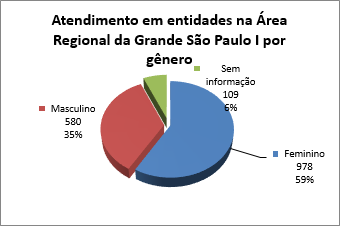 Atendimento em entidades na Área
Regional da Grande São Paulo I por
gênero
Sem
informação
109
6%
Masculino
580
35%
Feminino
978
59%